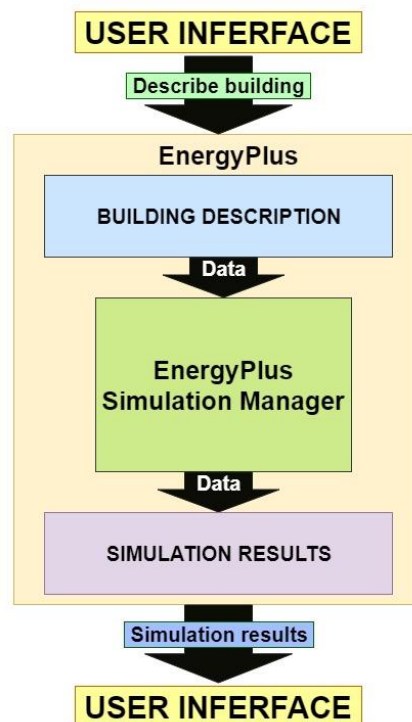 USER INFERFACE
Describe building
EnergyPlus
BUILDING DESCRIPTION
Data
EnergyPlus
Simulation Manager
Data
SIMULATION RESULTS
Simulation results
USER INFERFACE